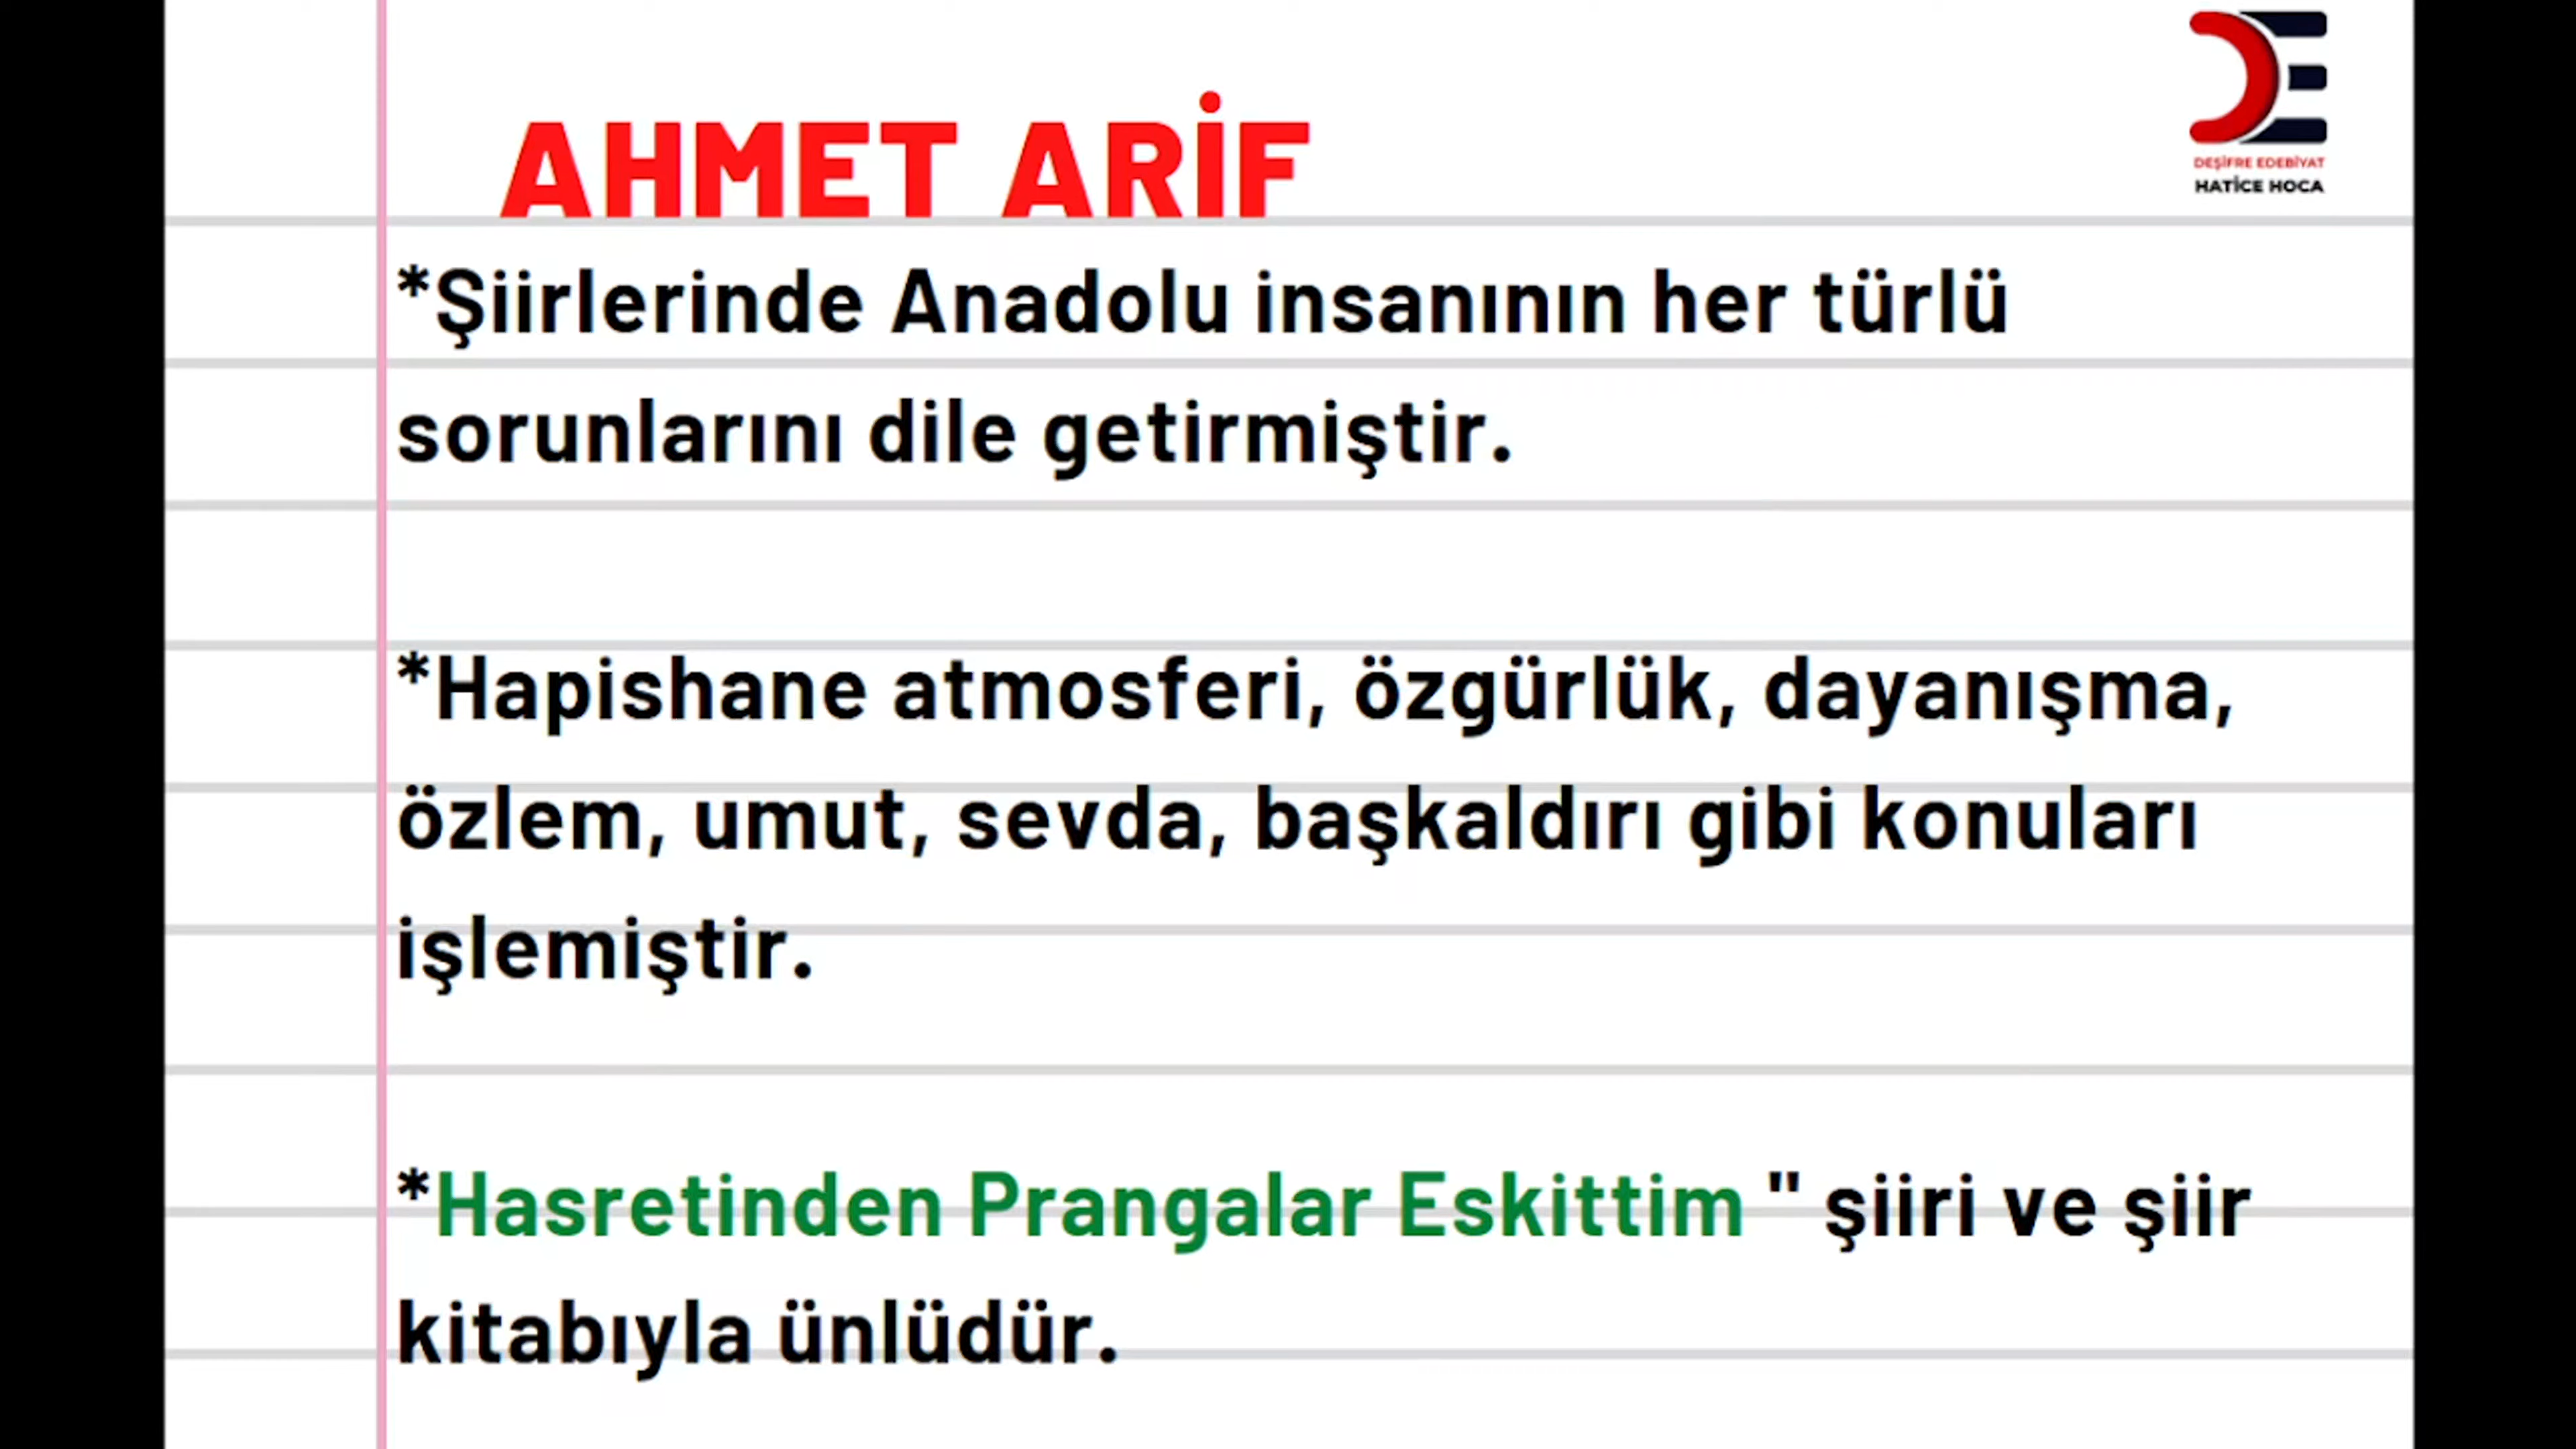 DEŞİFRE EDEBİYAT
HATİCE HOCA
AHMET ARİF
*Şiirlerinde Anadolu insanının her türlü
sorunlarını dile getirmiştir.
*Hapishane atmosferi, özgürlük, dayanışma,
özlem, umut, sevda, başkaldırı gibi konuları
işlemiştir.
*Hasretinden Prangalar Eskittim " şiiri ve şiir
kitabıyla ünlüdür.